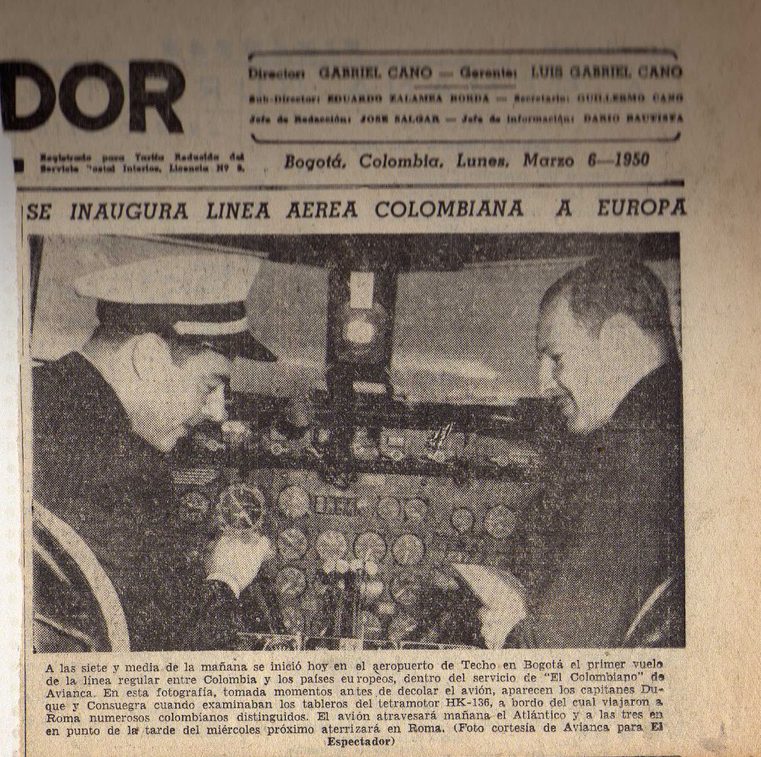 DOR
Director: GABRIEL CANO — Gerente: LUIS GABRIEL CANO
Sub-Director: EDUARDO ZALAMEA BORDA — Secretario: GUILLERMO CANO
Jefe de Redacción: JOSE SALGAR — Jefe de Información: DARIO BAUTISTA
Registrado para Tarifa Reducida del
Servicio Postal Interior, Licencia Nº
Bogotá, Colombia, Lunes, Marzo 6—1950
SE INAUGURA LINEA AEREA COLOMBIANA A EUROPA
A las siete y media de la mañana se inició hoy en el aeropuerto de Techo en Bogotá el primer vuelo
de la línea regular entre Colombia y los países europeos, dentro del servicio de "El Colombiano" de
Avianca. En esta fotografía, tomada momentos antes de decolar el avión, aparecen los capitanes Du-
que y Consuegra cuando examinaban los tableros del tetramotor HK-136, a bordo del cual viajaron a
Roma numerosos colombianos distinguidos. El avión atravesará mañana el Atlántico y a las tres en
en punto de la tarde del miércoles próximo aterrizará en Roma. (Foto cortesía de Avianca para El
Espectador)